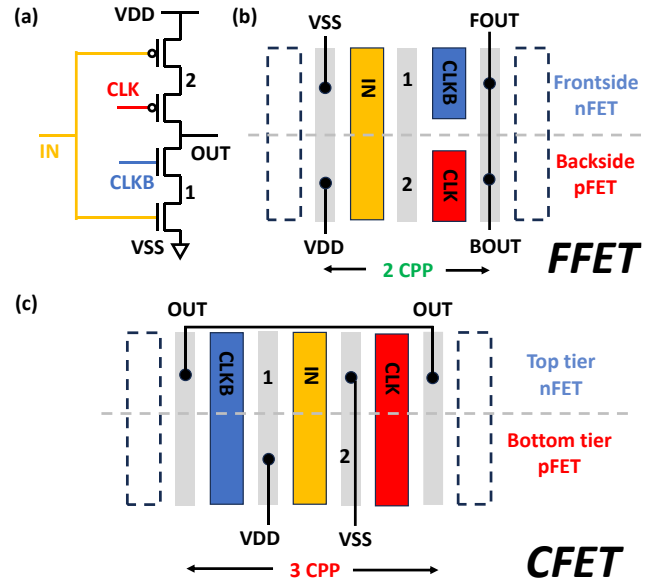 (a)
VDD
2
CLK
IN
OUT
CLKB
1
VSS
(b)
VSS
FOUT
IN
1
CLKB
Frontside
nFET
2
CLK
Backside
pFET
VDD
BOUT
2 CPP
FFET
(c)
OUT
OUT
CLKB
1
IN
CLK
Top tier
nFET
2
Bottom tier
pFET
VDD
VSS
3 CPP
CFET